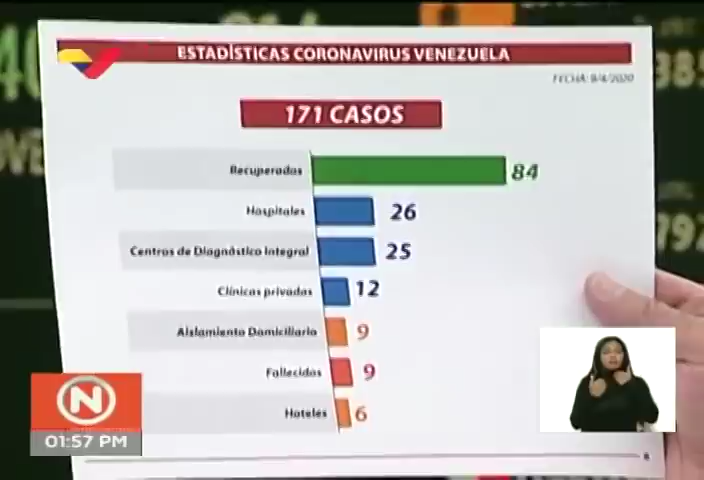 ESTADÍSTICAS CORONAVIRUS VENEZUELA
FECHA: 9/4/2020
171 CASOS
Recuperados 84
Hospitales 26
Centros de Diagnóstico Integral 25
Clínicas privadas 12
Aislamiento Domiciliario 9
Fallecidos 9
Hoteles 6
N
01:57 PM